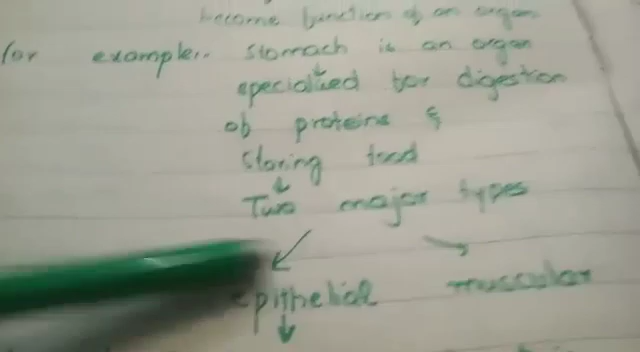 become function of an organ.
for example:- Stomach is an organ
specialized for digestion
of proteins &
storing food
Two major types
epithelial muscular